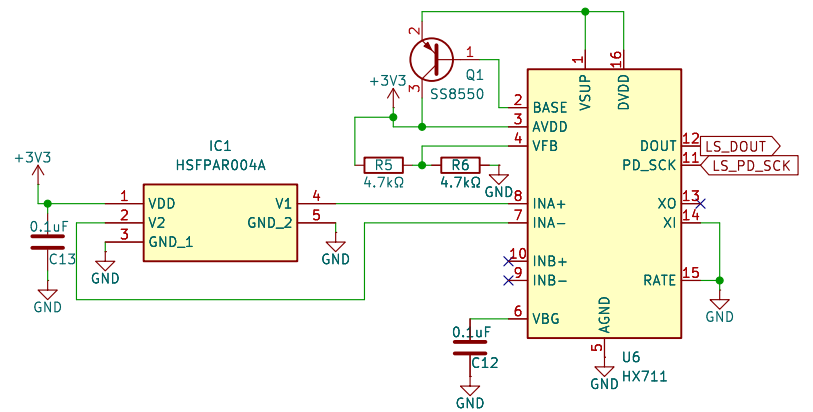 2
1
Q1
SS8550
3
+3V3
1
16
VSUP
DVDD
2
BASE
3
AVDD
4
VFB
DOUT
12
LS_DOUT
PD_SCK
11
LS_PD_SCK
R5
4.7kΩ
R6
4.7kΩ
GND
IC1
HSFPAR004A
+3V3
1
VDD
V1
4
2
V2
GND_2
5
3
GND_1
0.1uF
C13
GND
GND
GND
8
INA+
7
INA-
XO
13
XI
14
10
INB+
9
INB-
RATE
15
GND
6
VBG
0.1uF
C12
GND
AGND
5
GND
U6
HX711